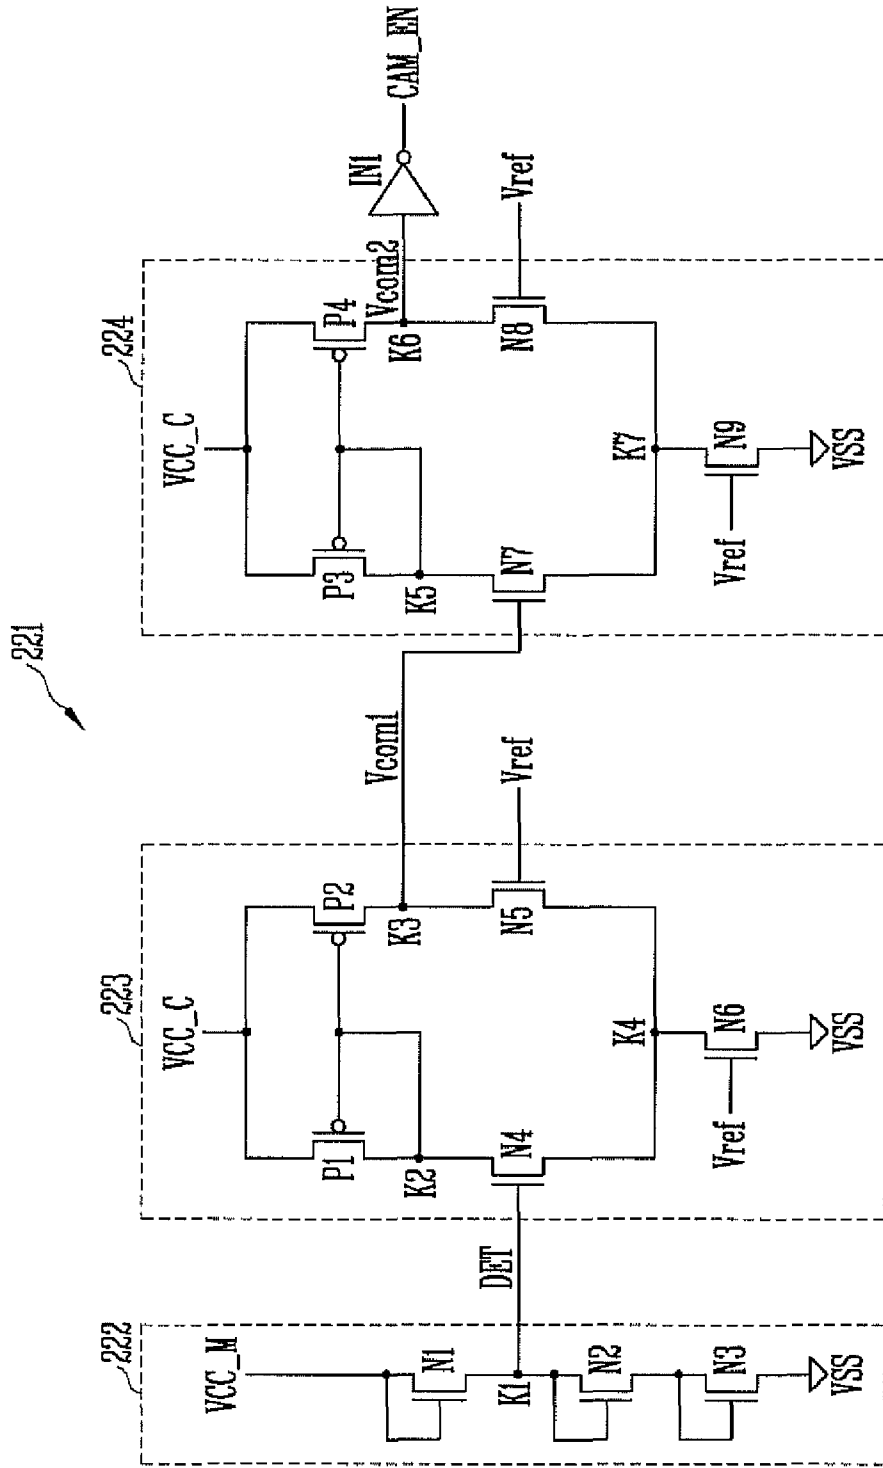 221
222
VCC_M
N1
K1
N2
N3
VSS
DET
223
VCC_C
P1
P2
K2
K3
N4
N5
Vref
K4
Vref
N6
VSS
Vcom1
224
VCC_C
P3
P4
K5
K6
Vcom2
N7
N8
Vref
K7
Vref
N9
VSS
IN1
CAM_EN